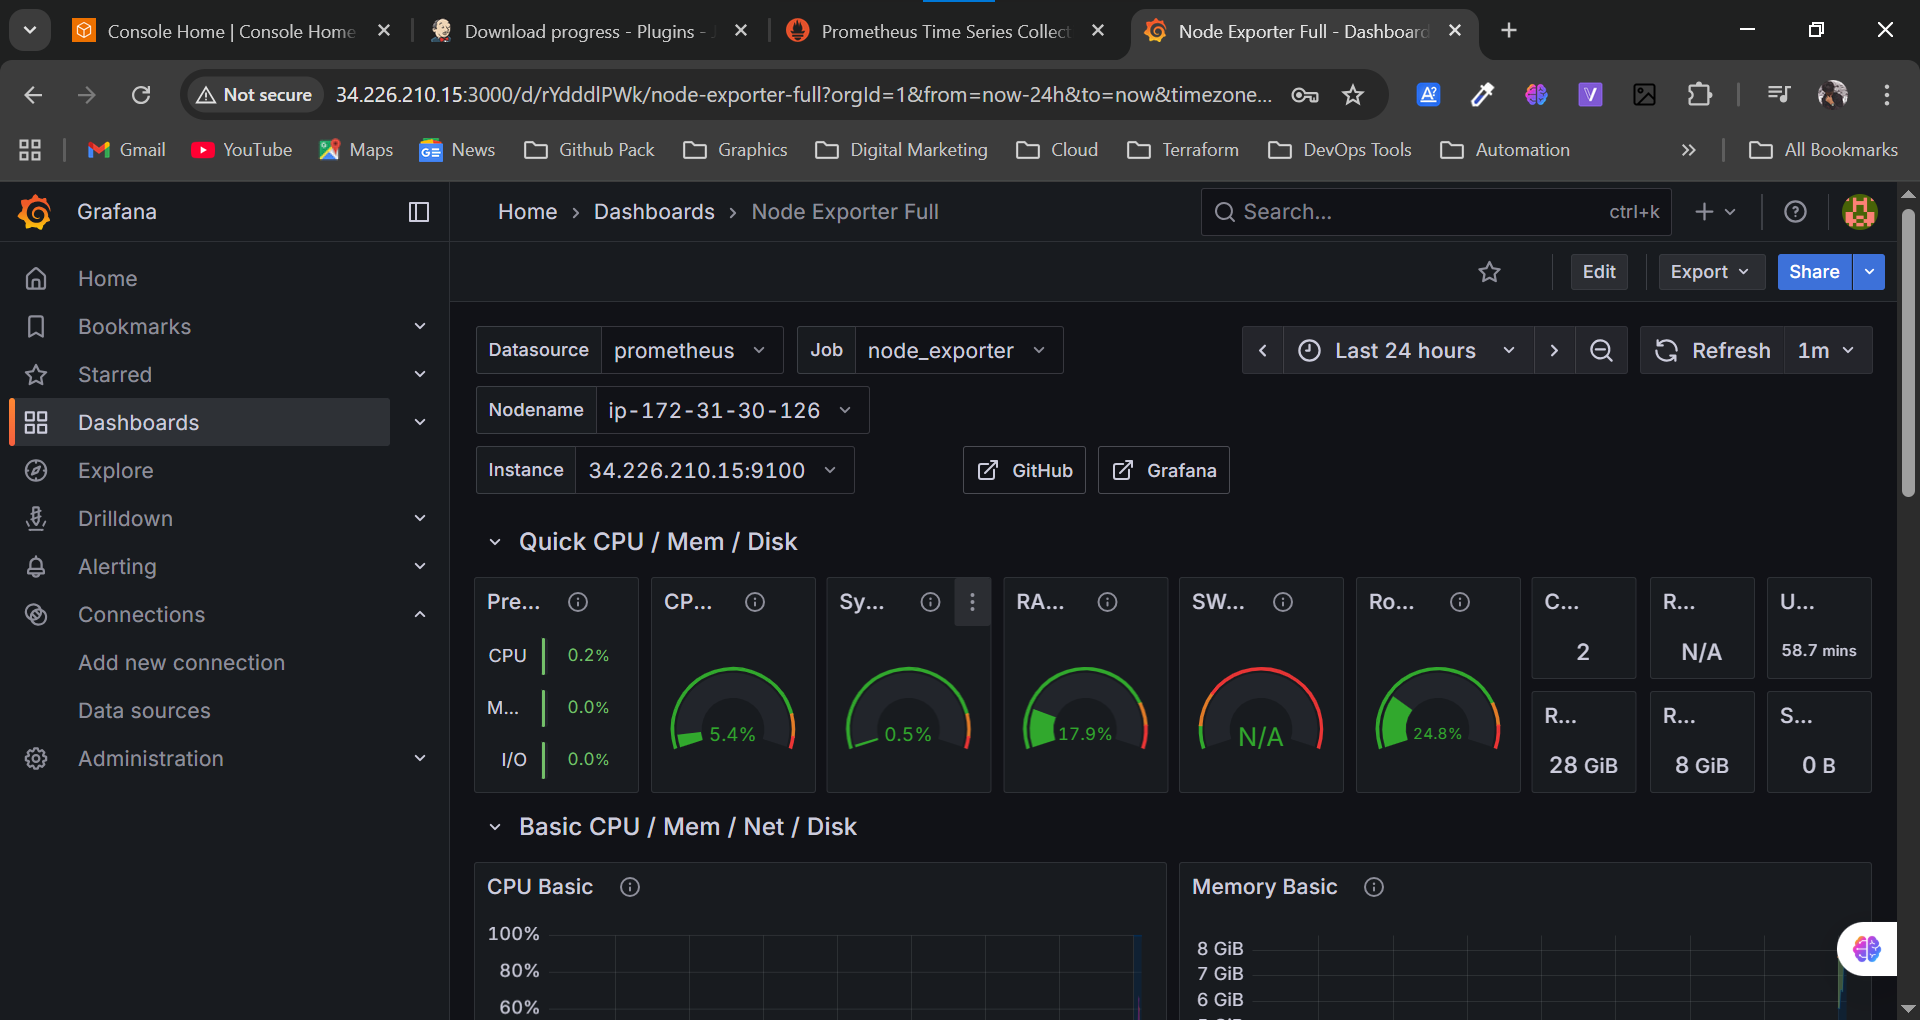 Console Home | Console Home
Download progress - Plugins -
Prometheus Time Series Collect
Node Exporter Full - Dashboard
Not secure
34.226.210.15:3000/d/rYdddlPWk/node-exporter-full?orgId=1&from=now-24h&to=now&timezone...
Gmail
YouTube
Maps
News
Github Pack
Graphics
Digital Marketing
Cloud
Terraform
DevOps Tools
Automation
All Bookmarks
Grafana
Home › Dashboards › Node Exporter Full
Search...
ctrl+k
Home
Bookmarks
Starred
Dashboards
Explore
Drilldown
Alerting
Connections
Add new connection
Data sources
Administration
Edit
Export
Share
Datasource prometheus
Job node_exporter
Last 24 hours
Refresh 1m
Nodename ip-172-31-30-126
Instance 34.226.210.15:9100
GitHub
Grafana
Quick CPU / Mem / Disk
Pre...
CPU 0.2%
M... 0.0%
I/O 0.0%
CP...
5.4%
Sy...
0.5%
RA...
17.9%
SW...
N/A
Ro...
24.8%
C...
2
R...
N/A
U...
58.7 mins
R...
28 GiB
R...
8 GiB
S...
0 B
Basic CPU / Mem / Net / Disk
CPU Basic
100%
80%
60%
Memory Basic
8 GiB
7 GiB
6 GiB